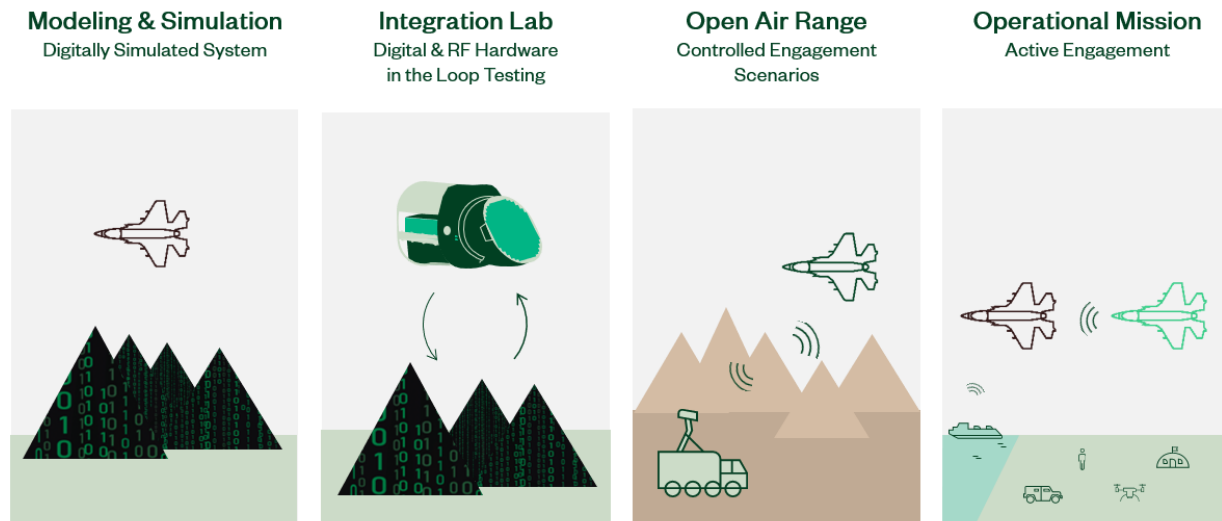 Modeling & Simulation
Digitally Simulated System
Integration Lab
Digital & RF Hardware
in the Loop Testing
Open Air Range
Controlled Engagement
Scenarios
Operational Mission
Active Engagement